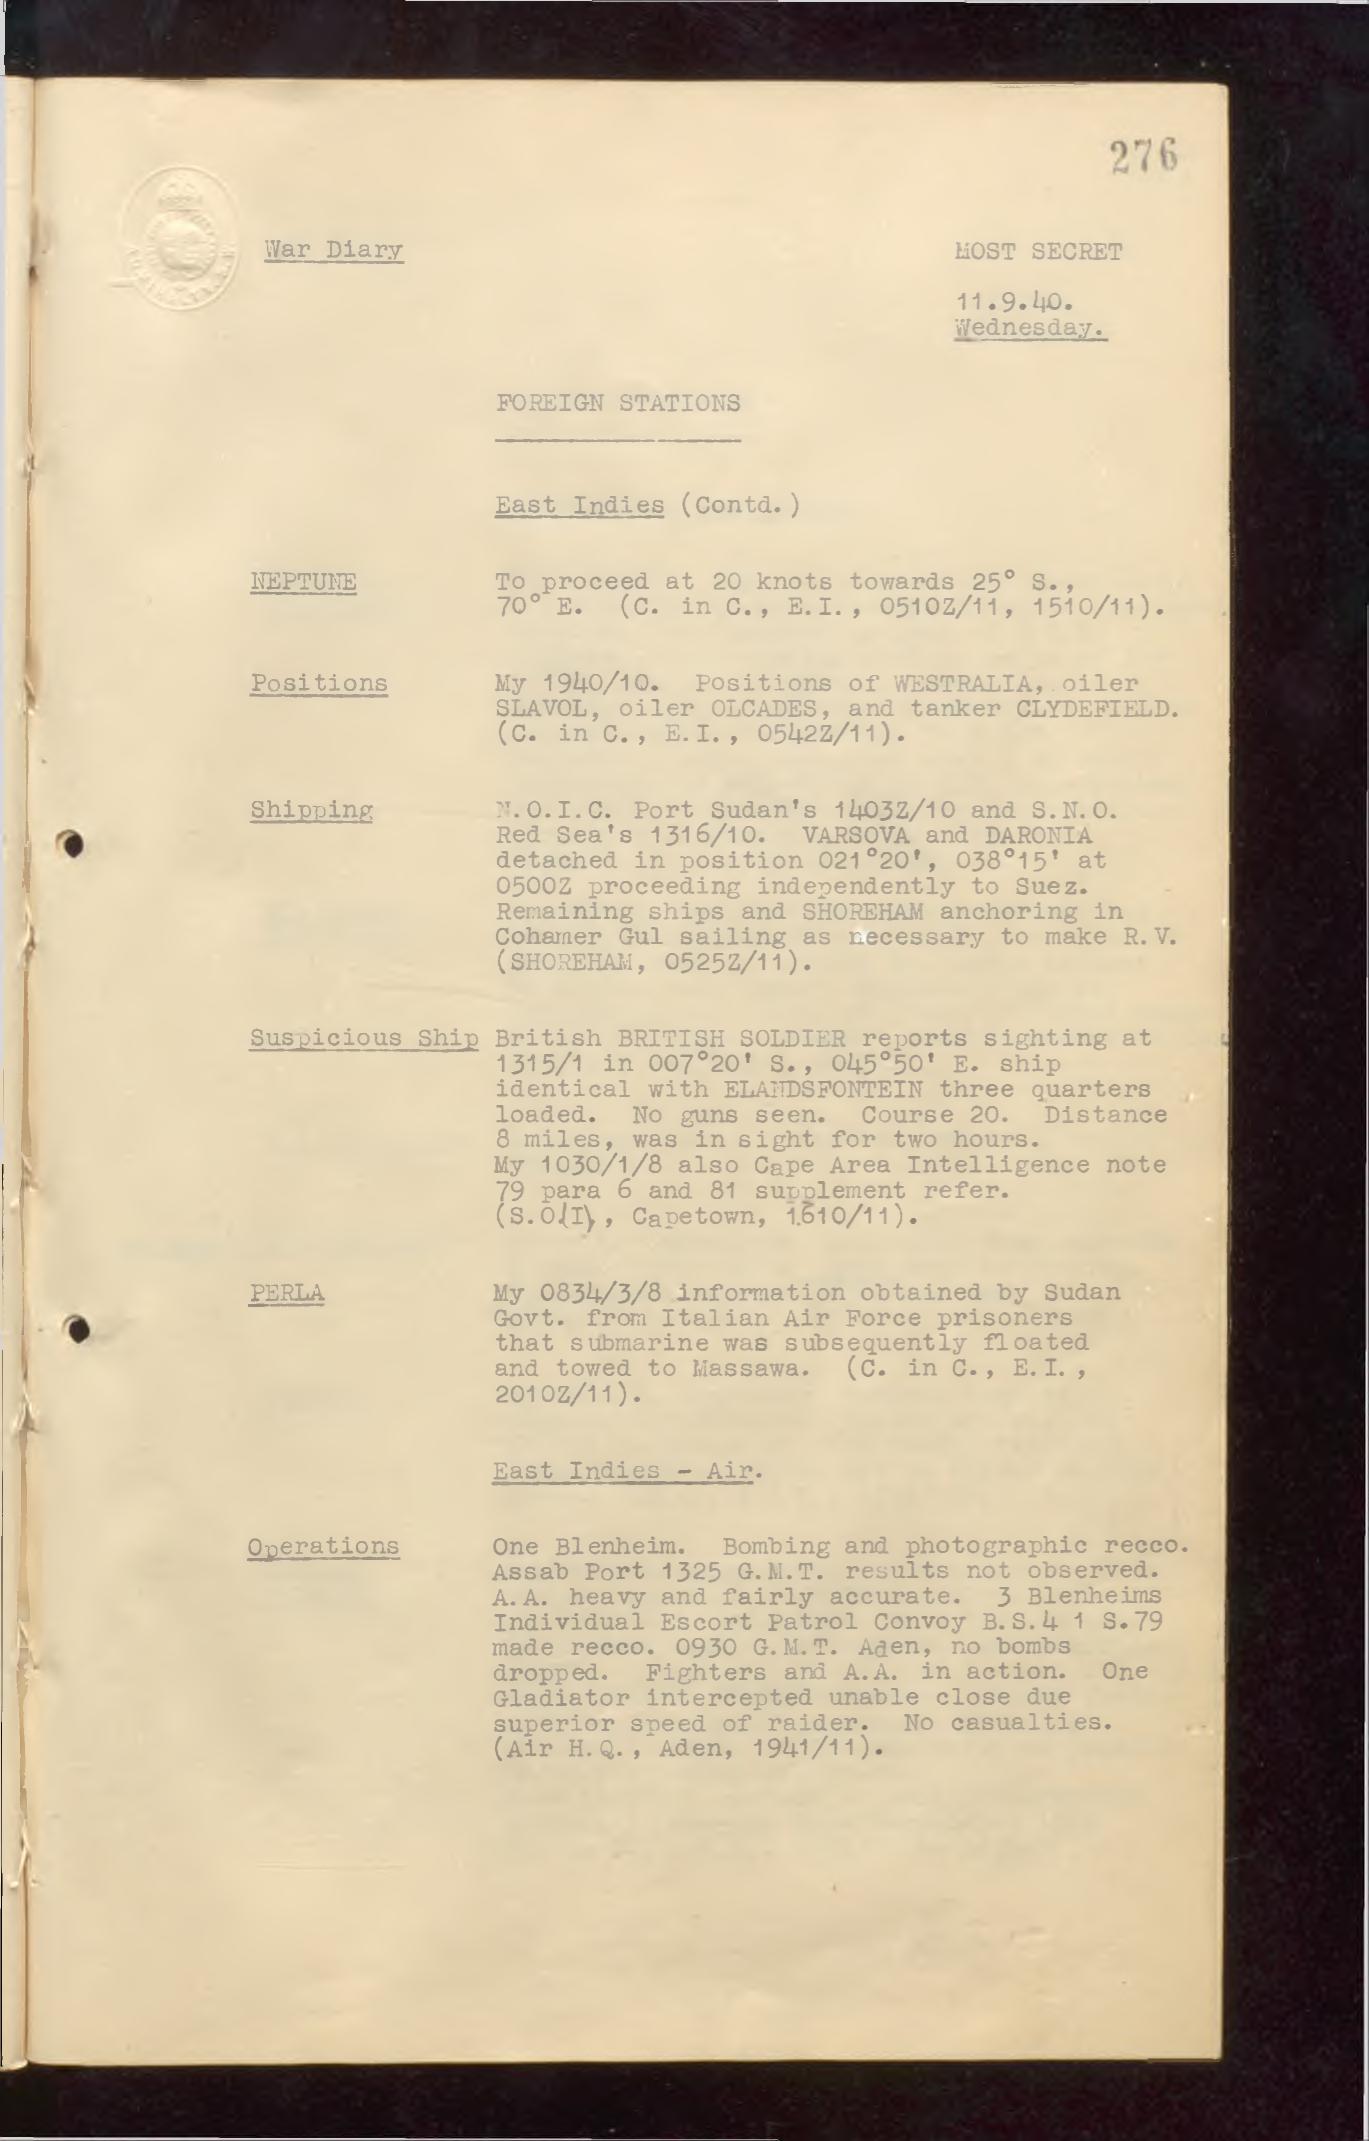 276
War Diary
MOST SECRET
11.9.40.
Wednesday.
FOREIGN STATIONS
East Indies (Contd.)
NEPTUNE
To proceed at 20 knots towards 25° S.,
70° E. (C. in C., E.I., 0510Z/11, 1510/11).
Positions
My 1940/10. Positions of WESTRALIA, oiler
SLAVOL, oiler OLCADES, and tanker CLYDEFIELD.
(C. in C., E.I., 0542Z/11).
Shipping
N.O.I.C. Port Sudan's 1403Z/10 and S.N.O.
Red Sea's 1316/10. VARSOVA and DARONIA
detached in position 021°20', 038°15' at
0500Z proceeding independently to Suez.
Remaining ships and SHOREHAM anchoring in
Cohamer Gul sailing as necessary to make R.V.
(SHOREHAM, 0525Z/11).
Suspicious Ship
British BRITISH SOLDIER reports sighting at
1315/1 in 007°20' S., 045°50' E. ship
identical with ELANDSFONTEIN three quarters
loaded. No guns seen. Course 20. Distance
8 miles, was in sight for two hours.
My 1030/1/8 also Cape Area Intelligence note
79 para 6 and 81 supplement refer.
(S.O.(I), Capetown, 1610/11).
PERLA
My 0834/3/8 information obtained by Sudan
Govt. from Italian Air Force prisoners
that submarine was subsequently floated
and towed to Massawa. (C. in C., E.I.,
2010Z/11).
East Indies - Air.
Operations
One Blenheim. Bombing and photographic recco.
Assab Port 1325 G.M.T. results not observed.
A.A. heavy and fairly accurate. 3 Blenheims
Individual Escort Patrol Convoy B.S.4 1 S.79
made recco. 0930 G.M.T. Aden, no bombs
dropped. Fighters and A.A. in action. One
Gladiator intercepted unable close due
superior speed of raider. No casualties.
(Air H.Q., Aden, 1941/11).